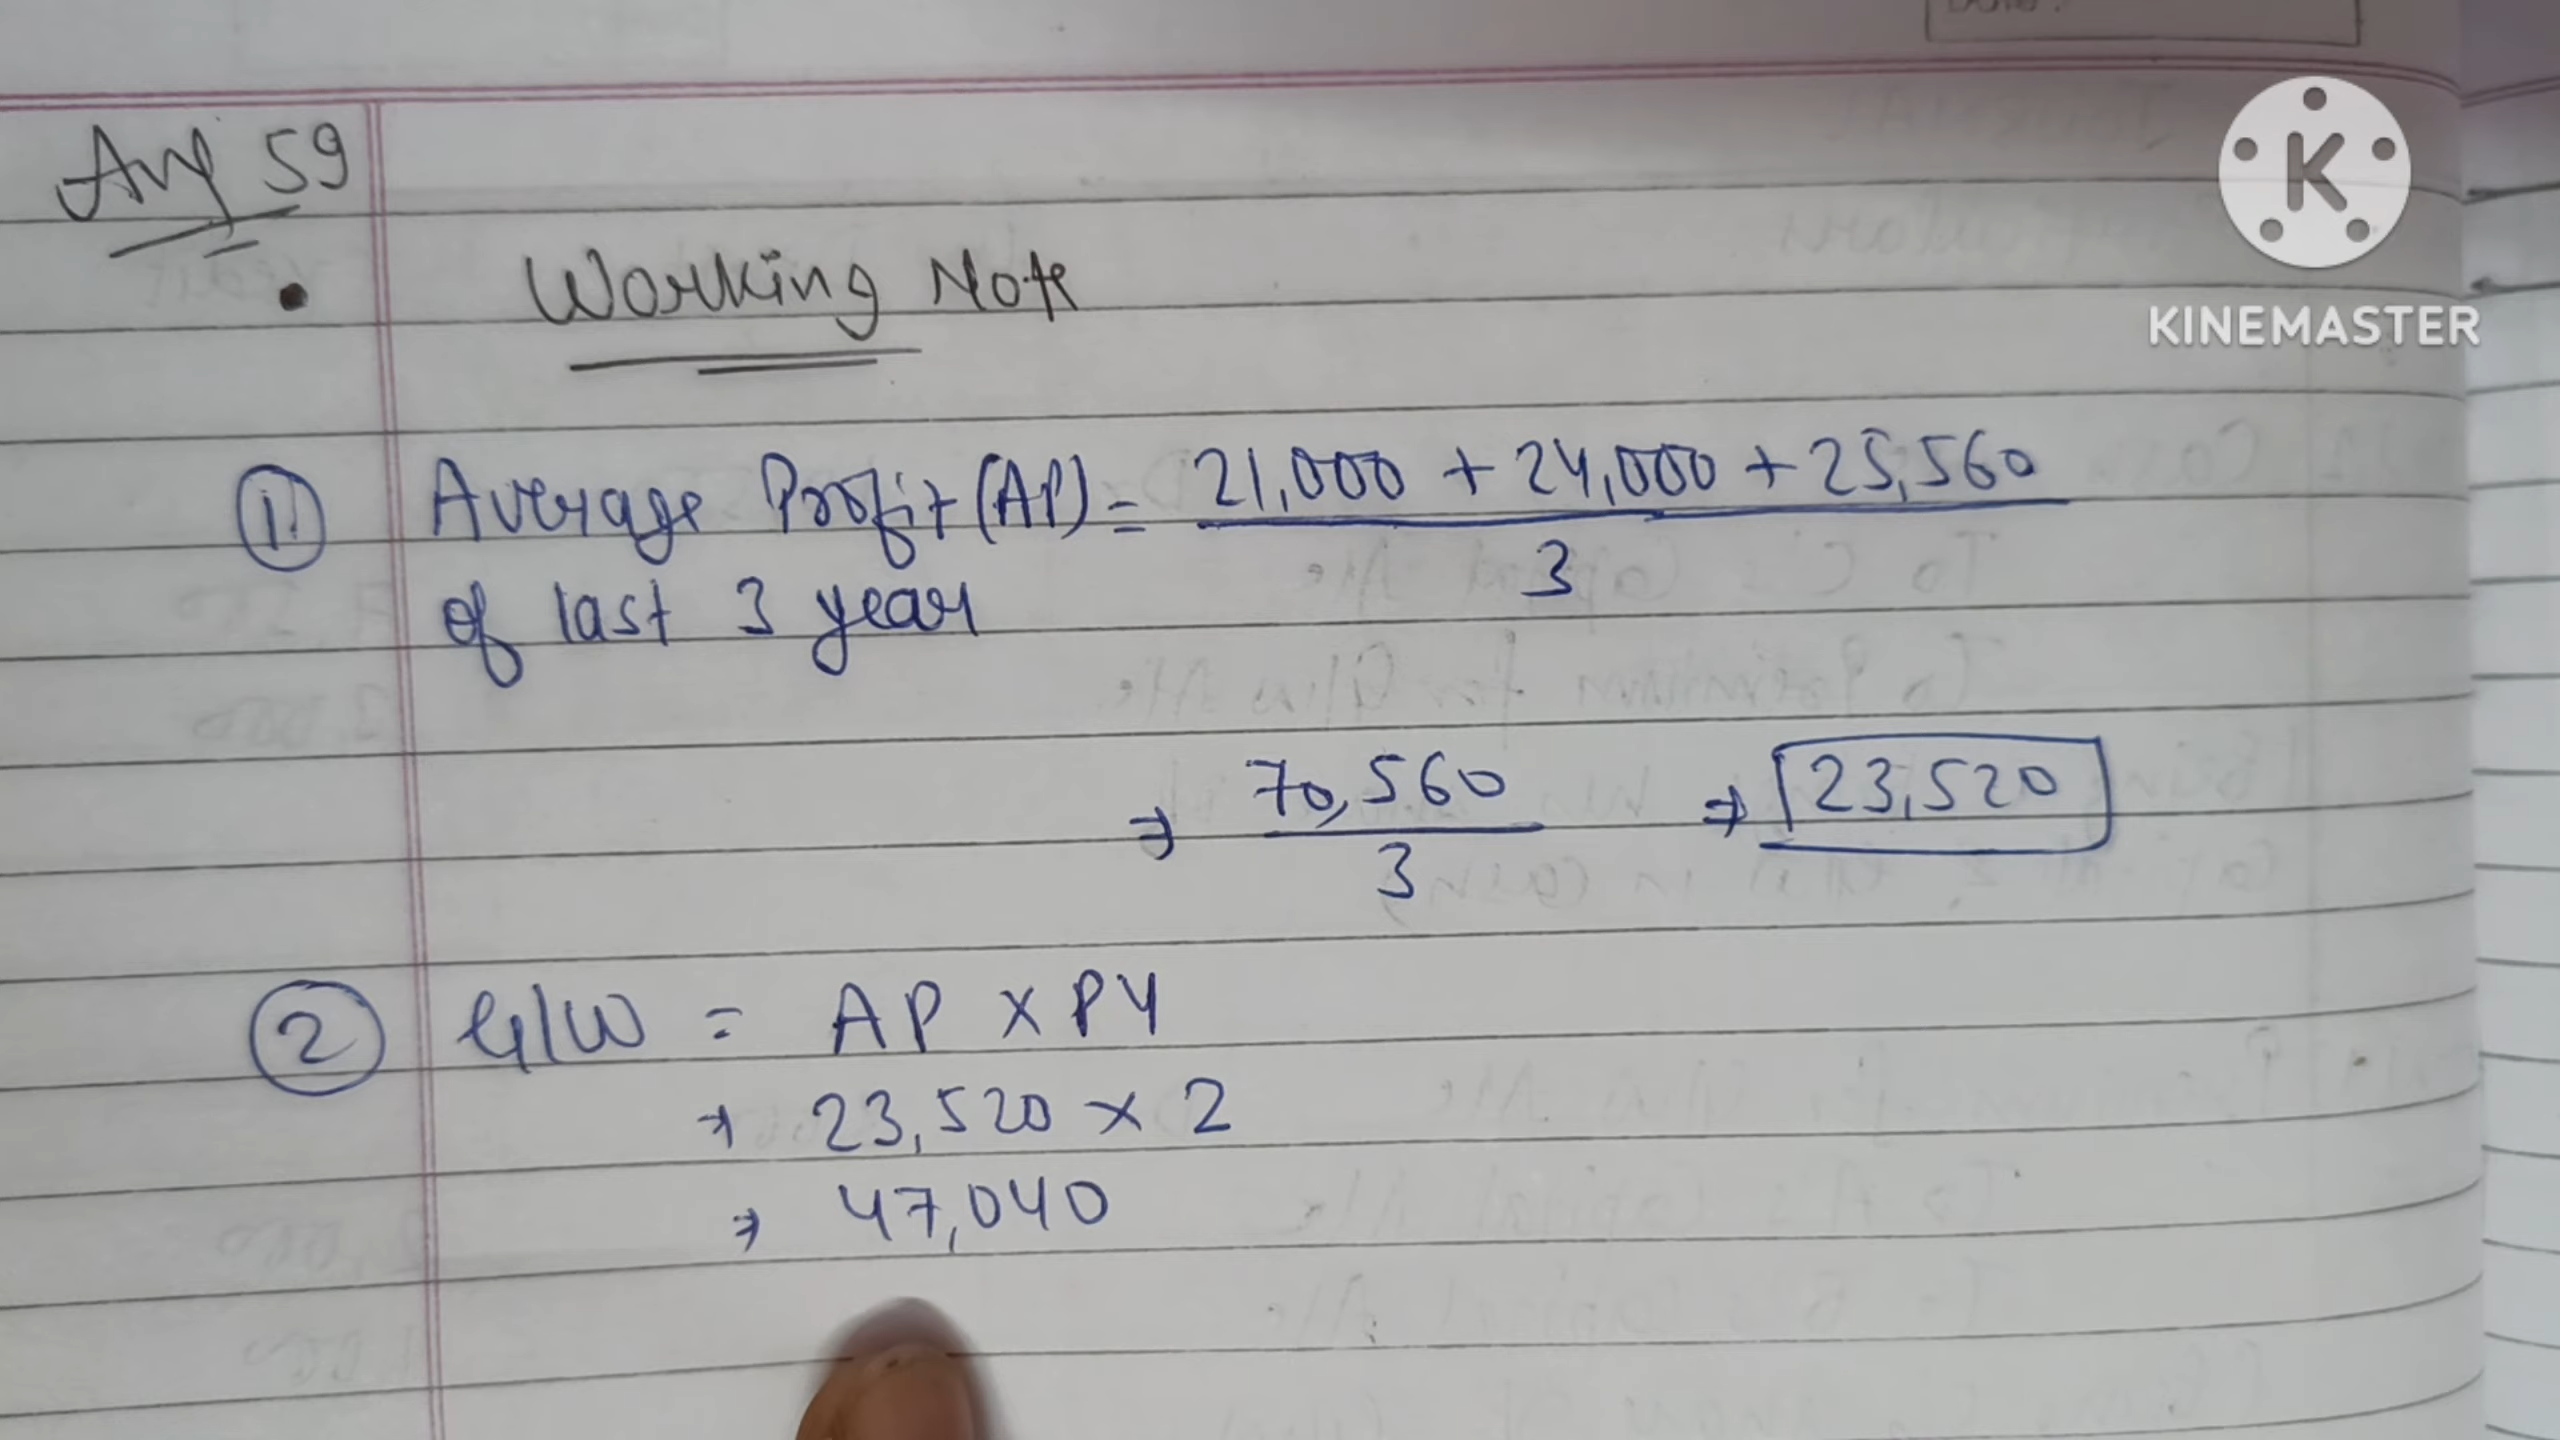 Date:
Ans 59
Working Note
① Average Profit (AP) = 21,000 + 24,000 + 25,560
3
of last 3 year
⇒ 70,560 ⇒ 23,520
3
② G/W = AP x PY
→ 23,520 x 2
⇒ 47,040
KINEMASTER